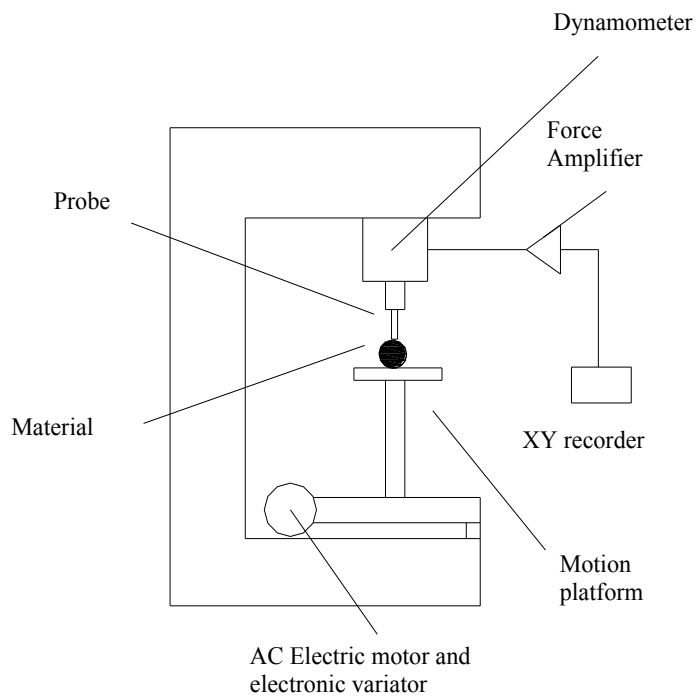 Dynamometer
Force
Amplifier
Probe
Material
XY recorder
Motion
platform
AC Electric motor and
electronic variator